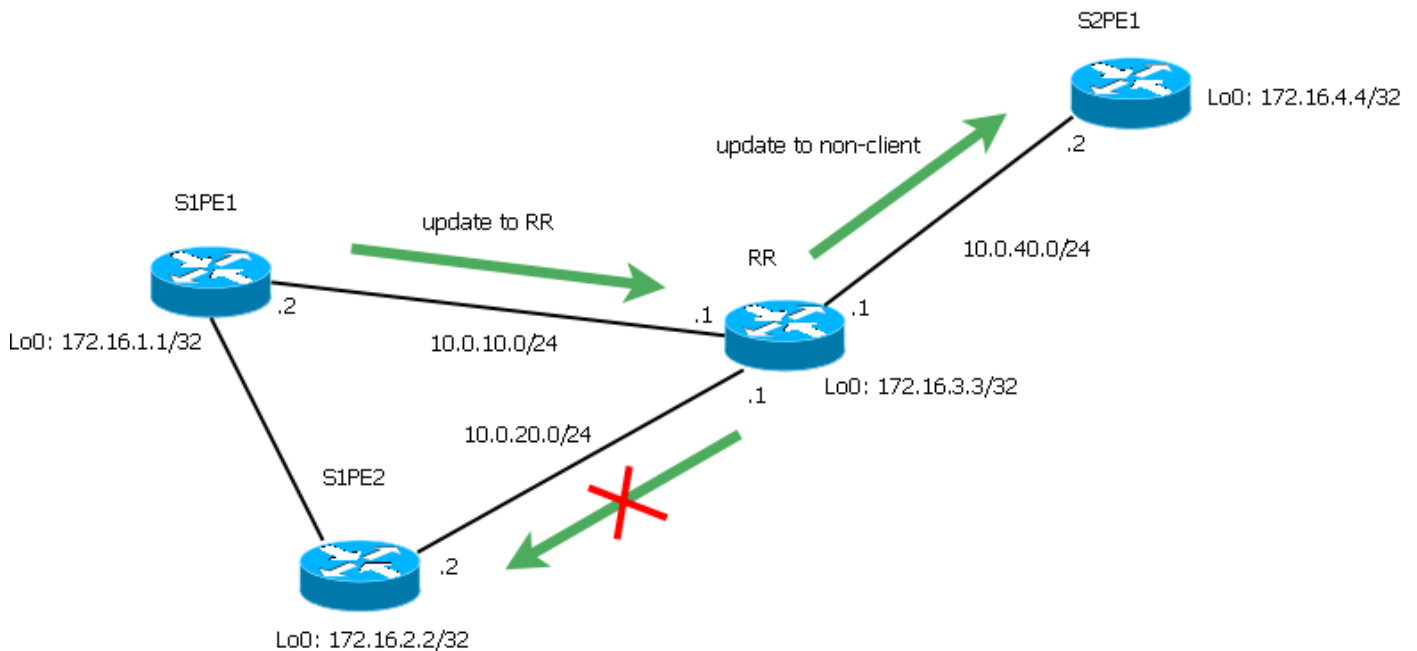 S2PE1
Lo0: 172.16.4.4/32
.2
update to non-client
S1PE1
update to RR
10.0.40.0/24
RR
.2
.1
.1
Lo0: 172.16.1.1/32
10.0.10.0/24
Lo0: 172.16.3.3/32
.1
10.0.20.0/24
S1PE2
.2
Lo0: 172.16.2.2/32